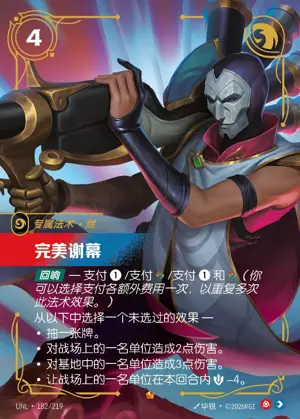 4
专属法术·烬
完美谢幕
回响 — 支付1/支付/支付1和(你
可以选择支付各额外费用一次,以重复多次
此法术效果。)
从以下中选择一个未选过的效果 —
• 抽一张牌。
• 对战场上的一名单位造成2点伤害。
• 对基地中的一名单位造成3点伤害。
• 让战场上的一名单位在本回合内-4。
UNL · 182/219
华锐 ·©2026RGI